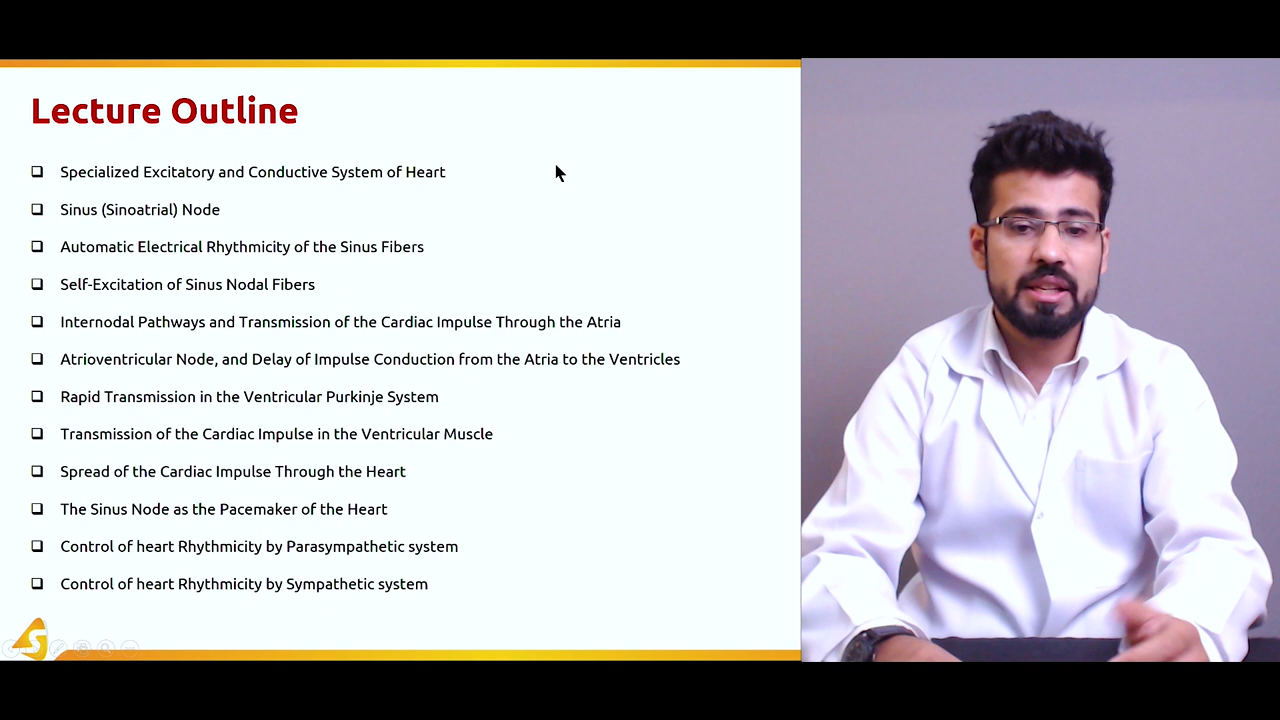 Lecture Outline
Specialized Excitatory and Conductive System of Heart
Sinus (Sinoatrial) Node
Automatic Electrical Rhythmicity of the Sinus Fibers
Self-Excitation of Sinus Nodal Fibers
Internodal Pathways and Transmission of the Cardiac Impulse Through the Atria
Atrioventricular Node, and Delay of Impulse Conduction from the Atria to the Ventricles
Rapid Transmission in the Ventricular Purkinje System
Transmission of the Cardiac Impulse in the Ventricular Muscle
Spread of the Cardiac Impulse Through the Heart
The Sinus Node as the Pacemaker of the Heart
Control of heart Rhythmicity by Parasympathetic system
Control of heart Rhythmicity by Sympathetic system
S